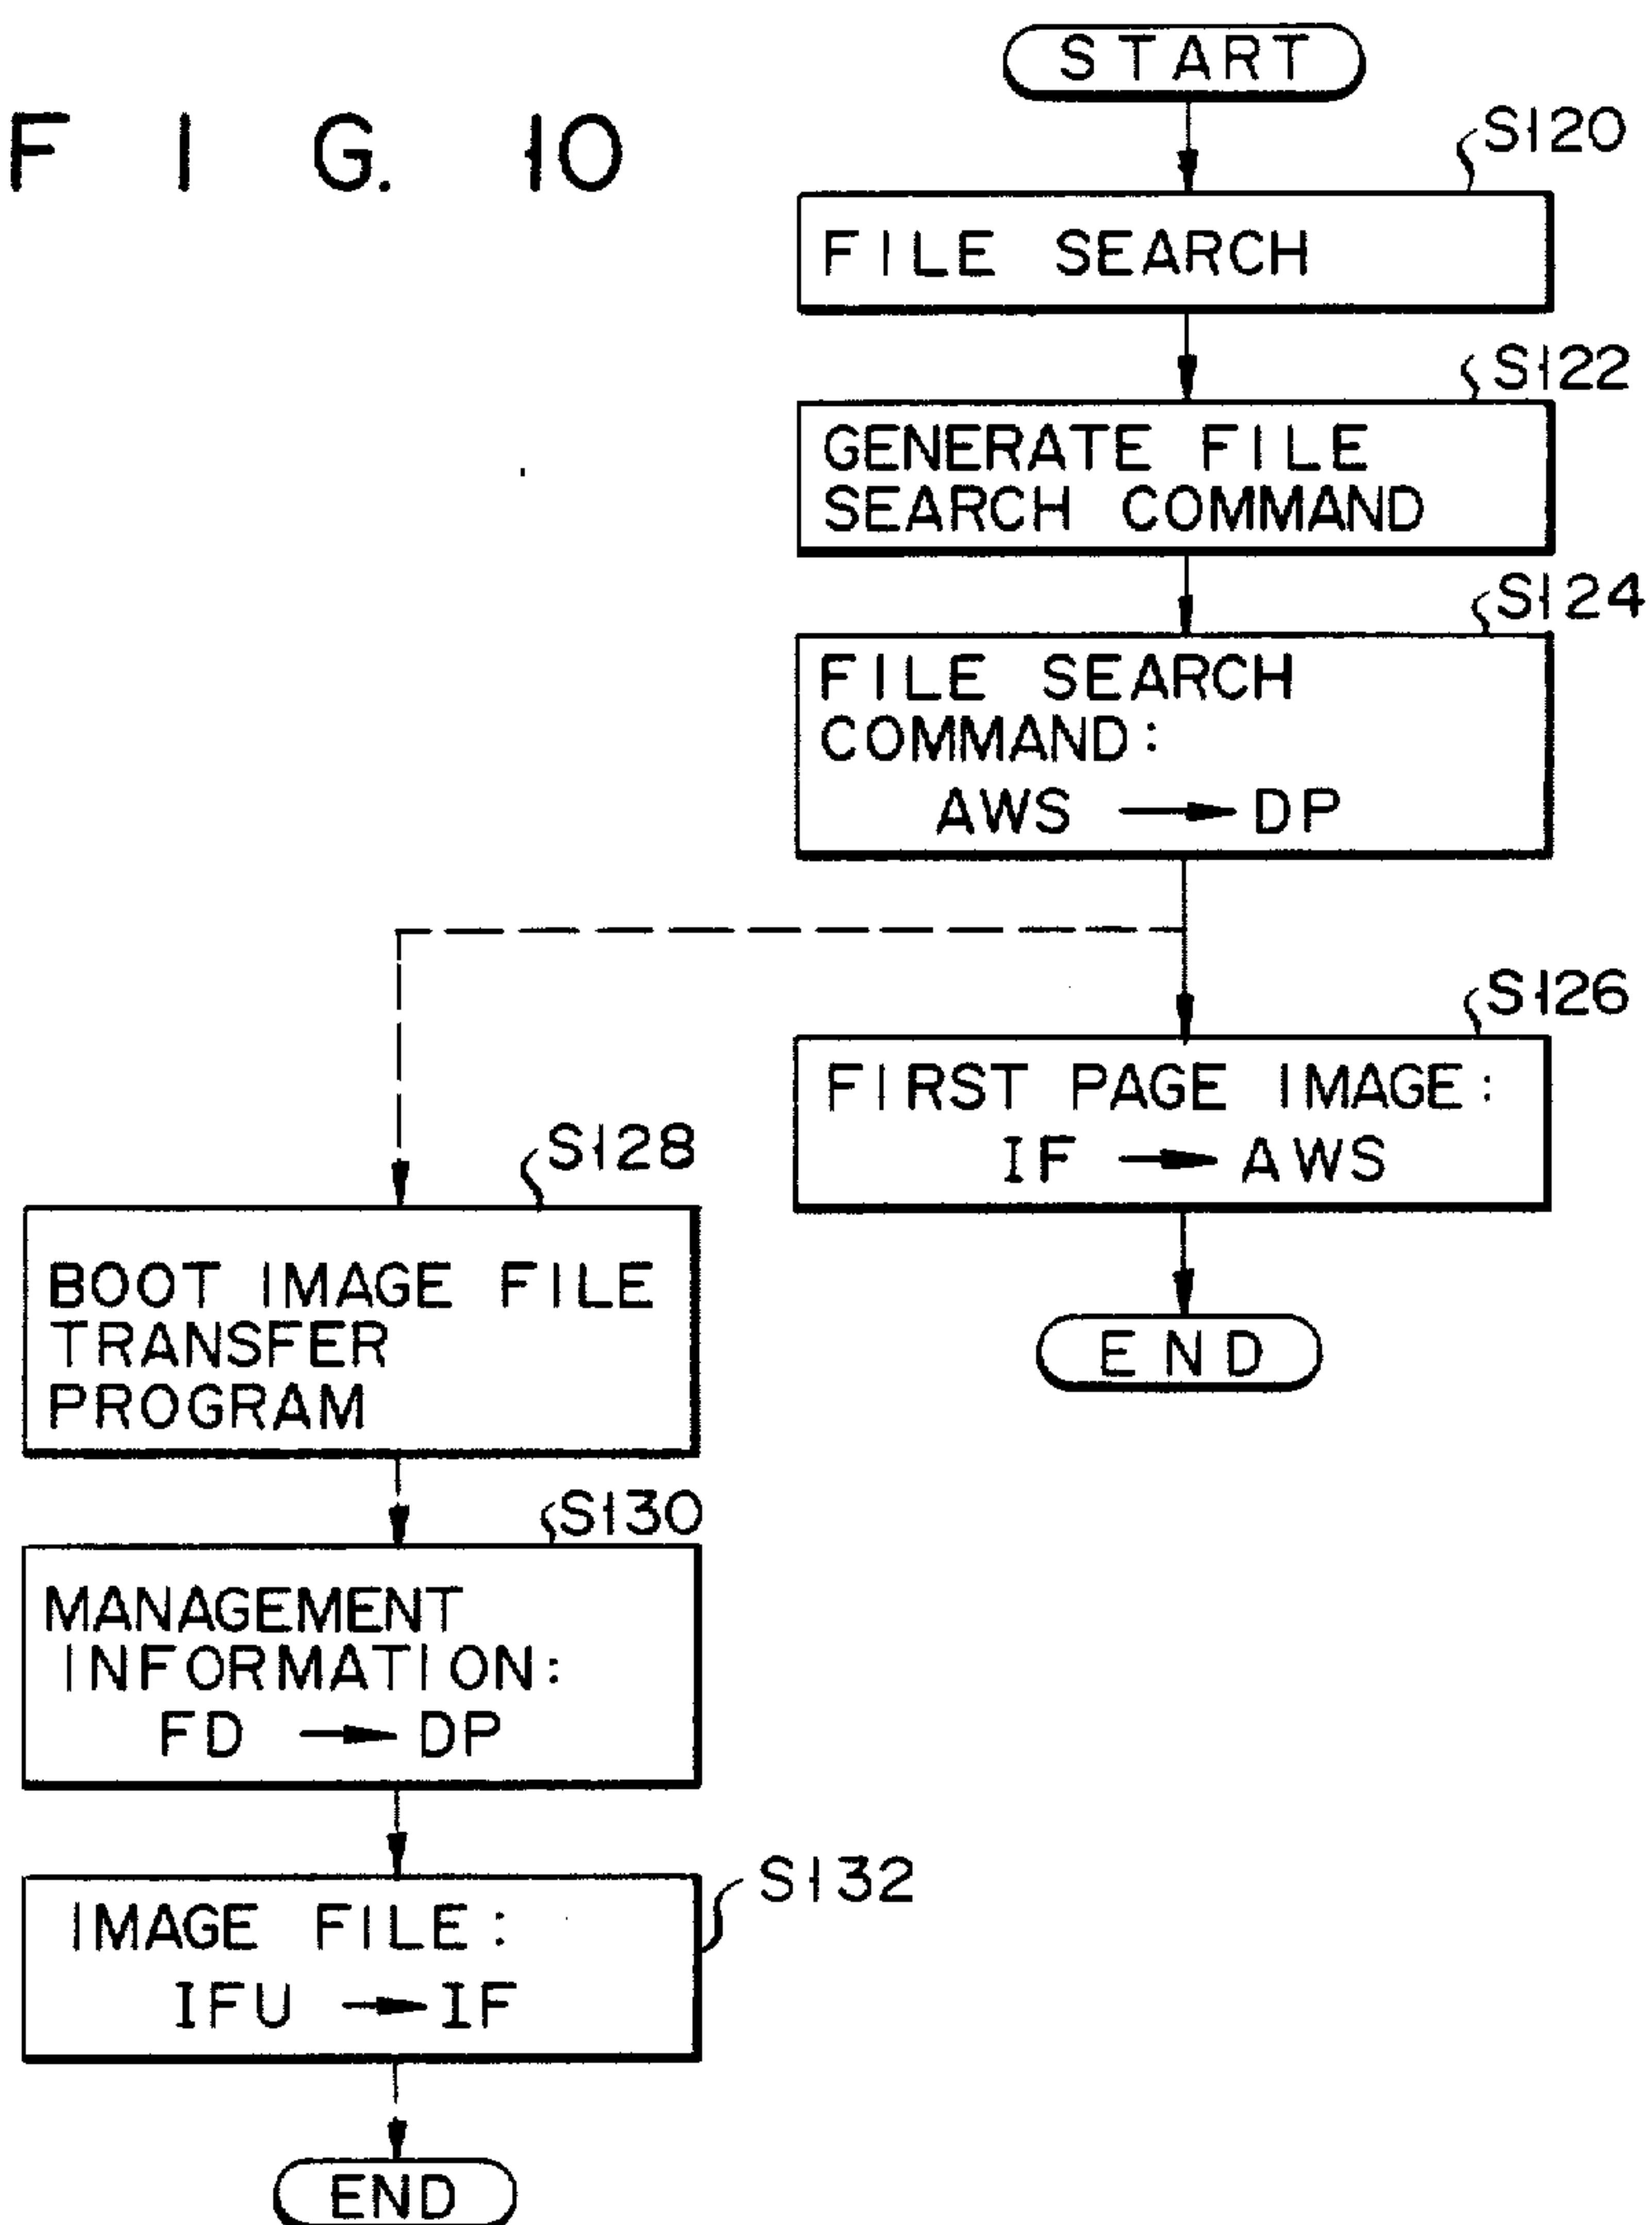 F I G. 10
START
S120
FILE SEARCH
S122
GENERATE FILE
SEARCH COMMAND
S124
FILE SEARCH
COMMAND:
AWS → DP
S126
FIRST PAGE IMAGE:
IF → AWS
END
S128
BOOT IMAGE FILE
TRANSFER
PROGRAM
S130
MANAGEMENT
INFORMATION:
FD → DP
S132
IMAGE FILE:
IFU → IF
END